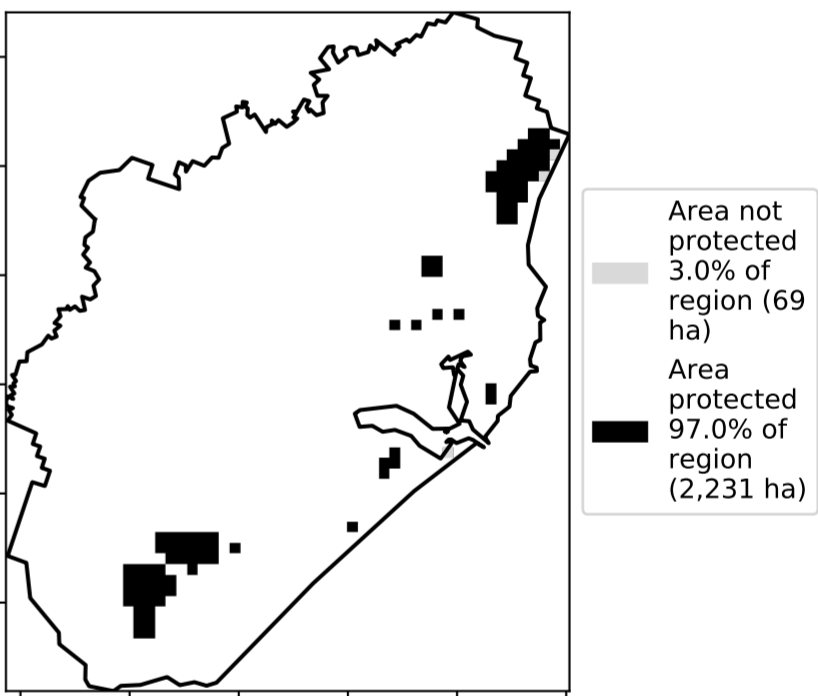 Area not
protected
3.0% of
region (69
ha)
Area
protected
97.0% of
region
(2,231 ha)